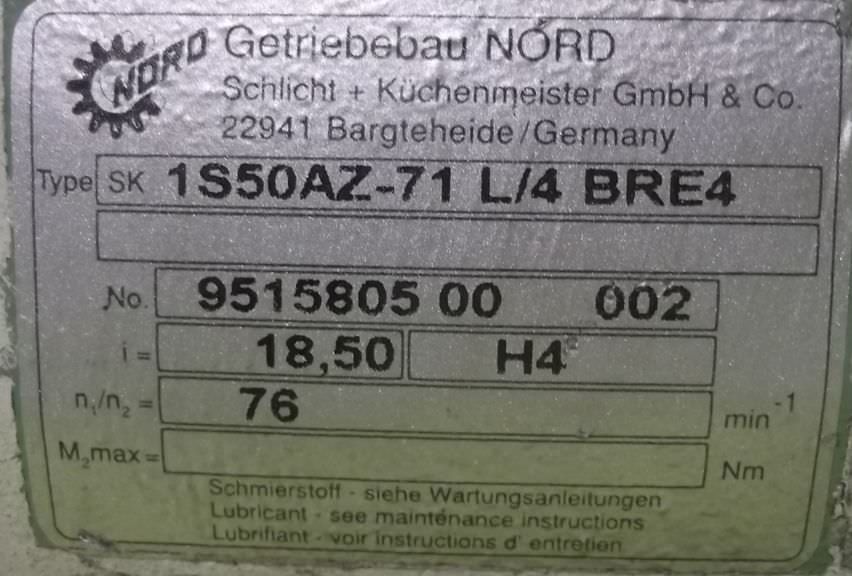 NORD
Getriebebau NORD
Schlicht + Küchenmeister GmbH & Co.
22941 Bargteheide/Germany
Type SK 1S50AZ-71 L/4 BRE4
No. 9515805 00 002
i = 18,50 H4
n₁/n₂ = 76 min⁻¹
M₂max = Nm
Schmierstoff - siehe Wartungsanleitungen
Lubricant - see maintenance instructions
Lubrifiant - voir instructions d' entretien